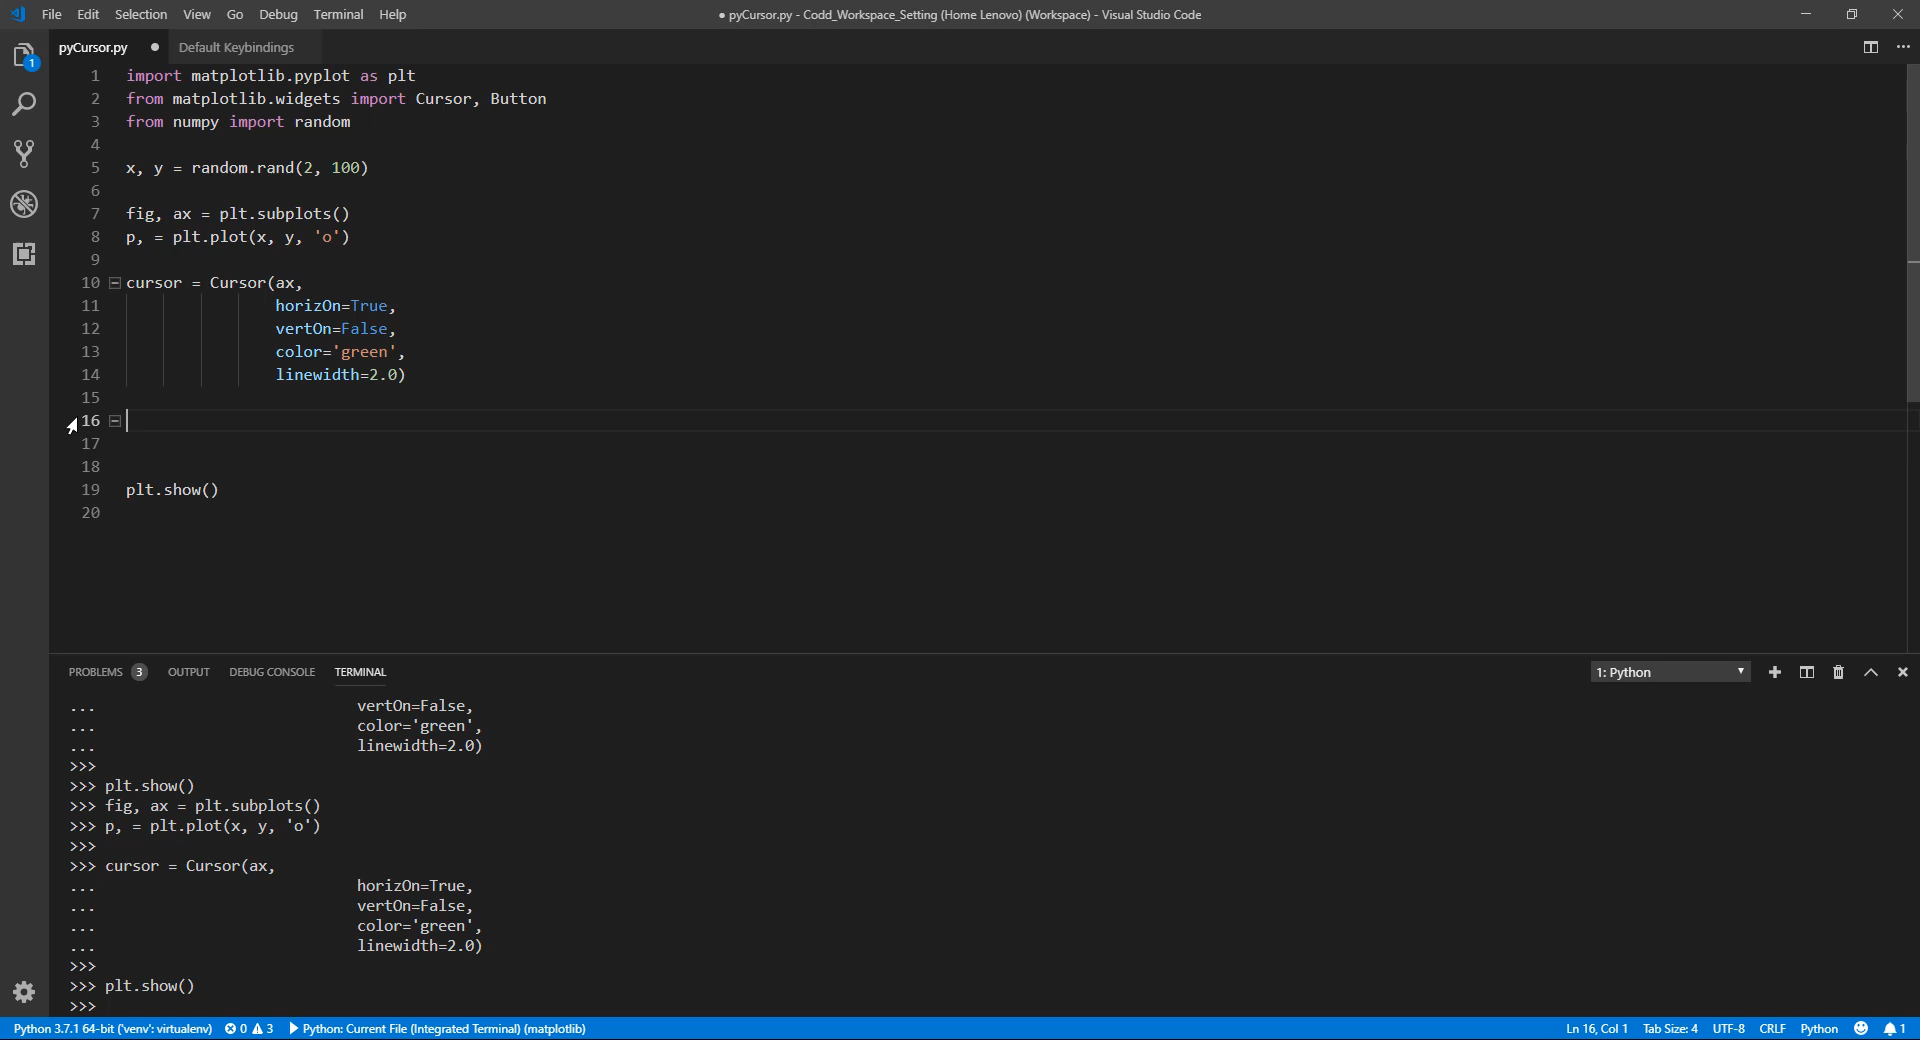 File Edit Selection View Go Debug Terminal Help
● pyCursor.py - Codd_Workspace_Setting (Home Lenovo) (Workspace) - Visual Studio Code
pyCursor.py ● Default Keybindings
1
1 import matplotlib.pyplot as plt
2 from matplotlib.widgets import Cursor, Button
3 from numpy import random
4
5 x, y = random.rand(2, 100)
6
7 fig, ax = plt.subplots()
8 p, = plt.plot(x, y, 'o')
9
10 cursor = Cursor(ax,
11 horizOn=True,
12 vertOn=False,
13 color='green',
14 linewidth=2.0)
15
16
17
18
19 plt.show()
20
PROBLEMS 3 OUTPUT DEBUG CONSOLE TERMINAL
1: Python
... vertOn=False,
... color='green',
... linewidth=2.0)
>>>
>>> plt.show()
>>> fig, ax = plt.subplots()
>>> p, = plt.plot(x, y, 'o')
>>>
>>> cursor = Cursor(ax,
... horizOn=True,
... vertOn=False,
... color='green',
... linewidth=2.0)
>>>
>>> plt.show()
>>>
Python 3.7.1 64-bit ('venv': virtualenv) 0 3 Python: Current File (Integrated Terminal) (matplotlib)
Ln 16, Col 1 Tab Size: 4 UTF-8 CRLF Python 1